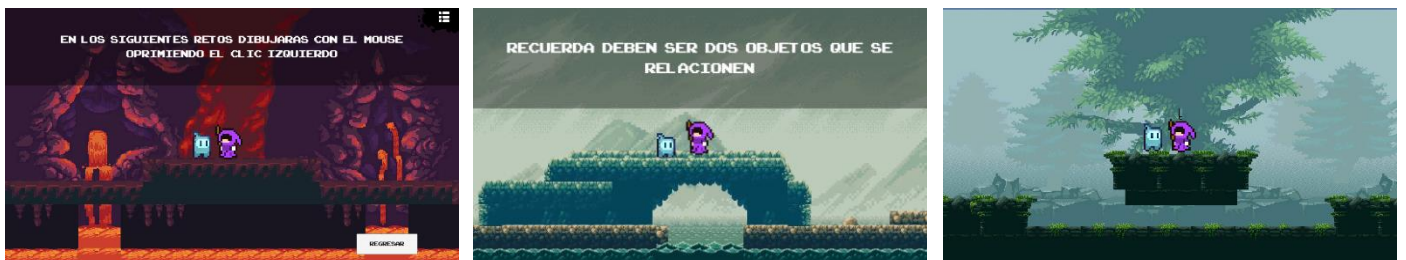 EN LOS SIGUIENTES RETOS DIBUJARAS CON EL MOUSE
OPRIMIENDO EL CLIC IZQUIERDO
REGRESAR
RECUERDA DEBEN SER DOS OBJETOS QUE SE
RELACIONEN